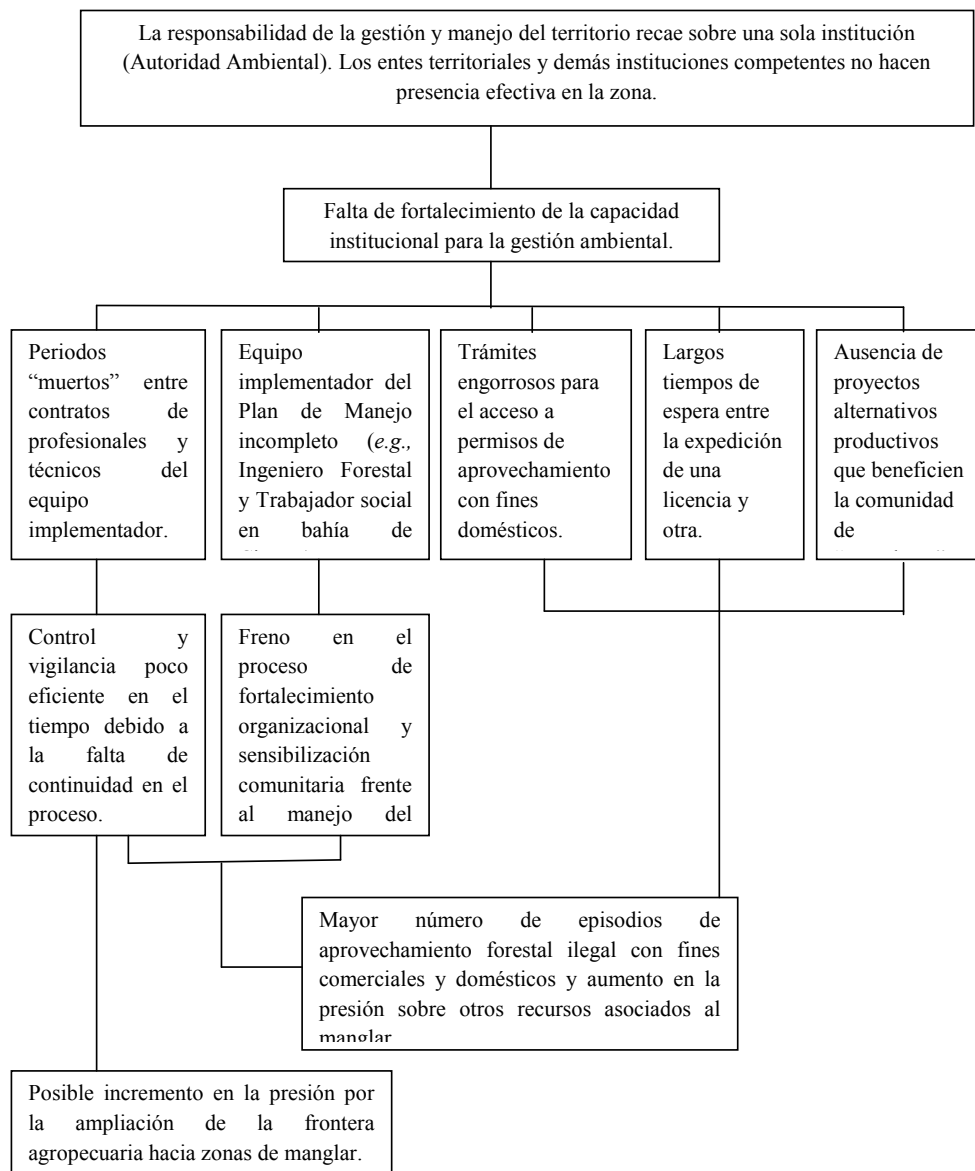 La responsabilidad de la gestión y manejo del territorio recae sobre una sola institución
(Autoridad Ambiental). Los entes territoriales y demás instituciones competentes no hacen
presencia efectiva en la zona.
Falta de fortalecimiento de la capacidad
institucional para la gestión ambiental.
Periodos
“muertos” entre
contratos de
profesionales y
técnicos del
equipo
implementador.
Equipo
implementador del
Plan de Manejo
incompleto (e.g.,
Ingeniero Forestal
y Trabajador social
en bahía de
Trámites
engorrosos para
el acceso a
permisos de
aprovechamiento
con fines
domésticos.
Largos
tiempos de
espera entre
la expedición
de una
licencia y
otra.
Ausencia de
proyectos
alternativos
productivos
que beneficien
la comunidad
de
Control y
vigilancia poco
eficiente en el
tiempo debido a
la falta de
continuidad en el
proceso.
Freno en el
proceso de
fortalecimiento
organizacional y
sensibilización
comunitaria frente
al manejo del
Mayor número de episodios de
aprovechamiento forestal ilegal con fines
comerciales y domésticos y aumento en la
presión sobre otros recursos asociados al
manglar
Posible incremento en la presión por
la ampliación de la frontera
agropecuaria hacia zonas de manglar.